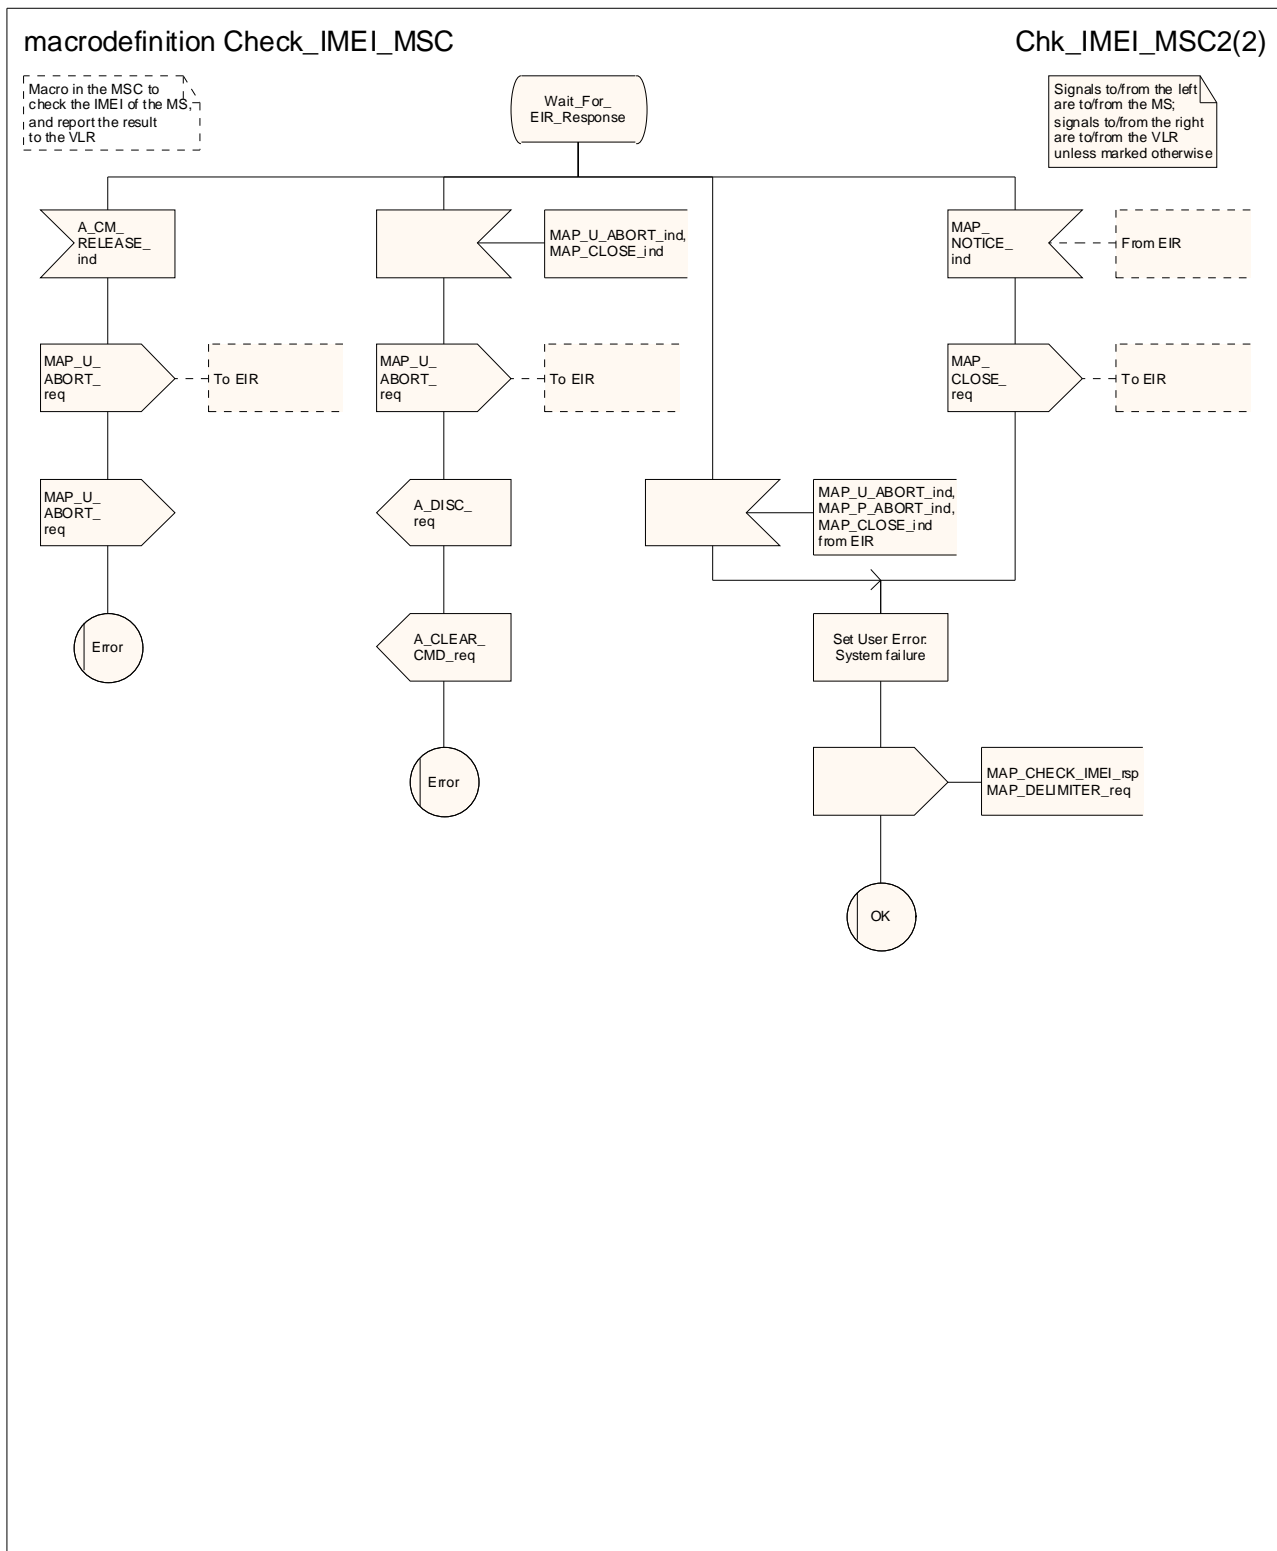 macrodefinition Check_IMEI_MSC
Chk_IMEI_MSC2(2)
Macro in the MSC to
check the IMEI of the MS,
and report the result
to the VLR
Wait_For_
EIR_Response
Signals to/from the left
are to/from the MS;
signals to/from the right
are to/from the VLR
unless marked otherwise
A_CM_
RELEASE_
ind
MAP_U_ABORT_ind,
MAP_CLOSE_ind
MAP_
NOTICE_
ind
From EIR
MAP_U_
ABORT_
req
To EIR
MAP_U_
ABORT_
req
To EIR
MAP_
CLOSE_
req
To EIR
MAP_U_
ABORT_
req
A_DISC_
req
MAP_U_ABORT_ind,
MAP_P_ABORT_ind,
MAP_CLOSE_ind
from EIR
Error
A_CLEAR_
CMD_req
Set User Error:
System failure
Error
MAP_CHECK_IMEI_rsp
MAP_DELIMITER_req
OK